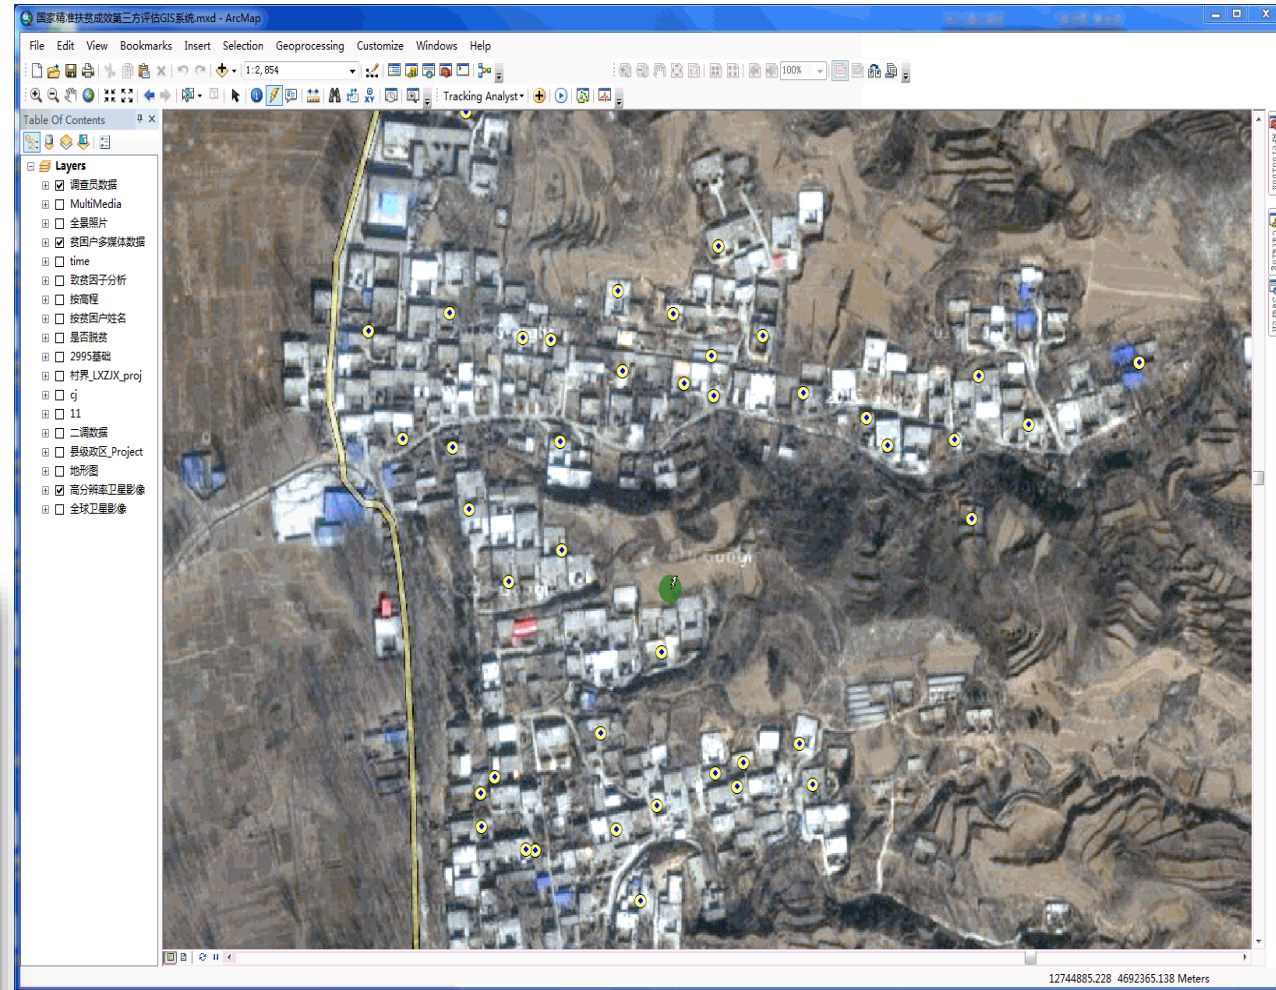 国家精准扶贫成效第三方评估GIS系统.mxd - ArcMap
File Edit View Bookmarks Insert Selection Geoprocessing Customize Windows Help
1:2,854
100%
Tracking Analyst
Table Of Contents
Layers
调查员数据
MultiMedia
全景照片
贫困户多媒体数据
time
致贫因子分析
按高程
按贫困户姓名
是否脱贫
2995基础
村界_LXZJX_proj
cj
11
二调数据
县级政区_Project
地形图
高分辨率卫星影像
全球卫星影像
12744885.228 4692365.138 Meters